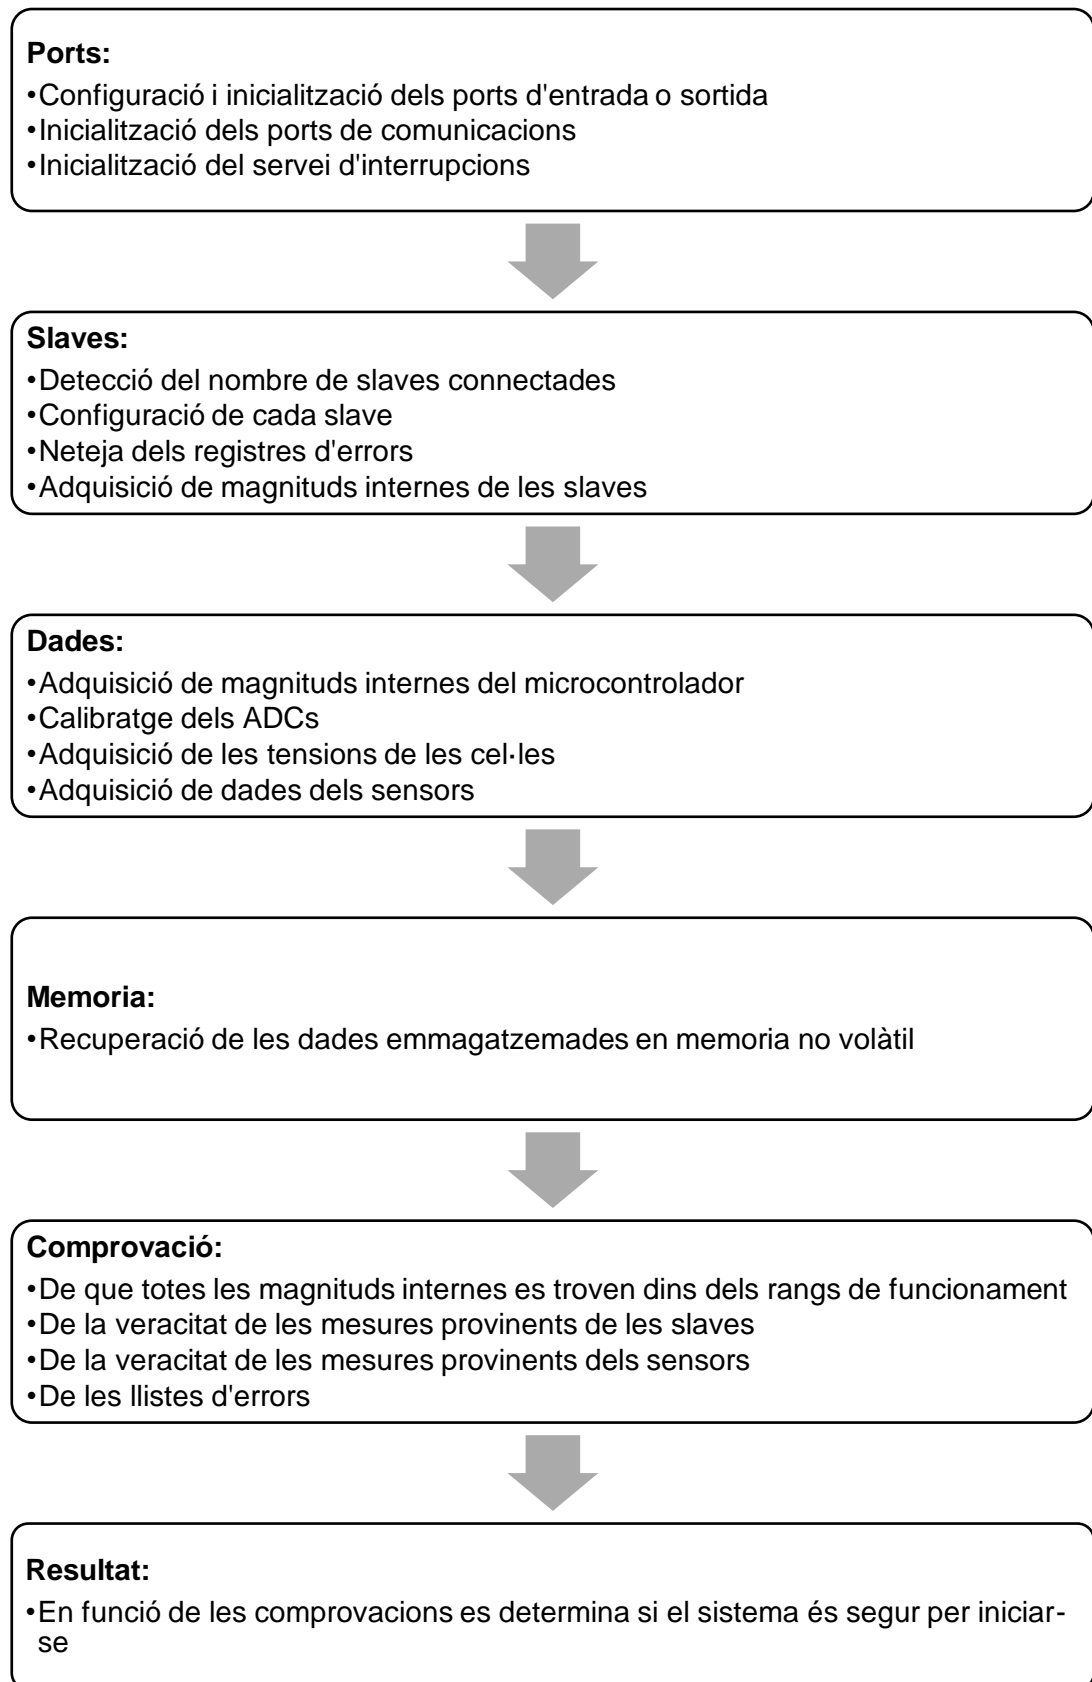 Ports:
•Configuració i inicialització dels ports d'entrada o sortida
•Inicialització dels ports de comunicacions
•Inicialització del servei d'interrupcions
Slaves:
•Detecció del nombre de slaves connectades
•Configuració de cada slave
•Neteja dels registres d'errors
•Adquisició de magnituds internes de les slaves
Dades:
•Adquisició de magnituds internes del microcontrolador
•Calibratge dels ADCs
•Adquisició de les tensions de les cel·les
•Adquisició de dades dels sensors
Memoria:
•Recuperació de les dades emmagatzemades en memoria no volàtil
Comprovació:
•De que totes les magnituds internes es troven dins dels rangs de funcionament
•De la veracitat de les mesures provinents de les slaves
•De la veracitat de les mesures provinents dels sensors
•De les llistes d'errors
Resultat:
•En funció de les comprovacions es determina si el sistema és segur per iniciar-
se